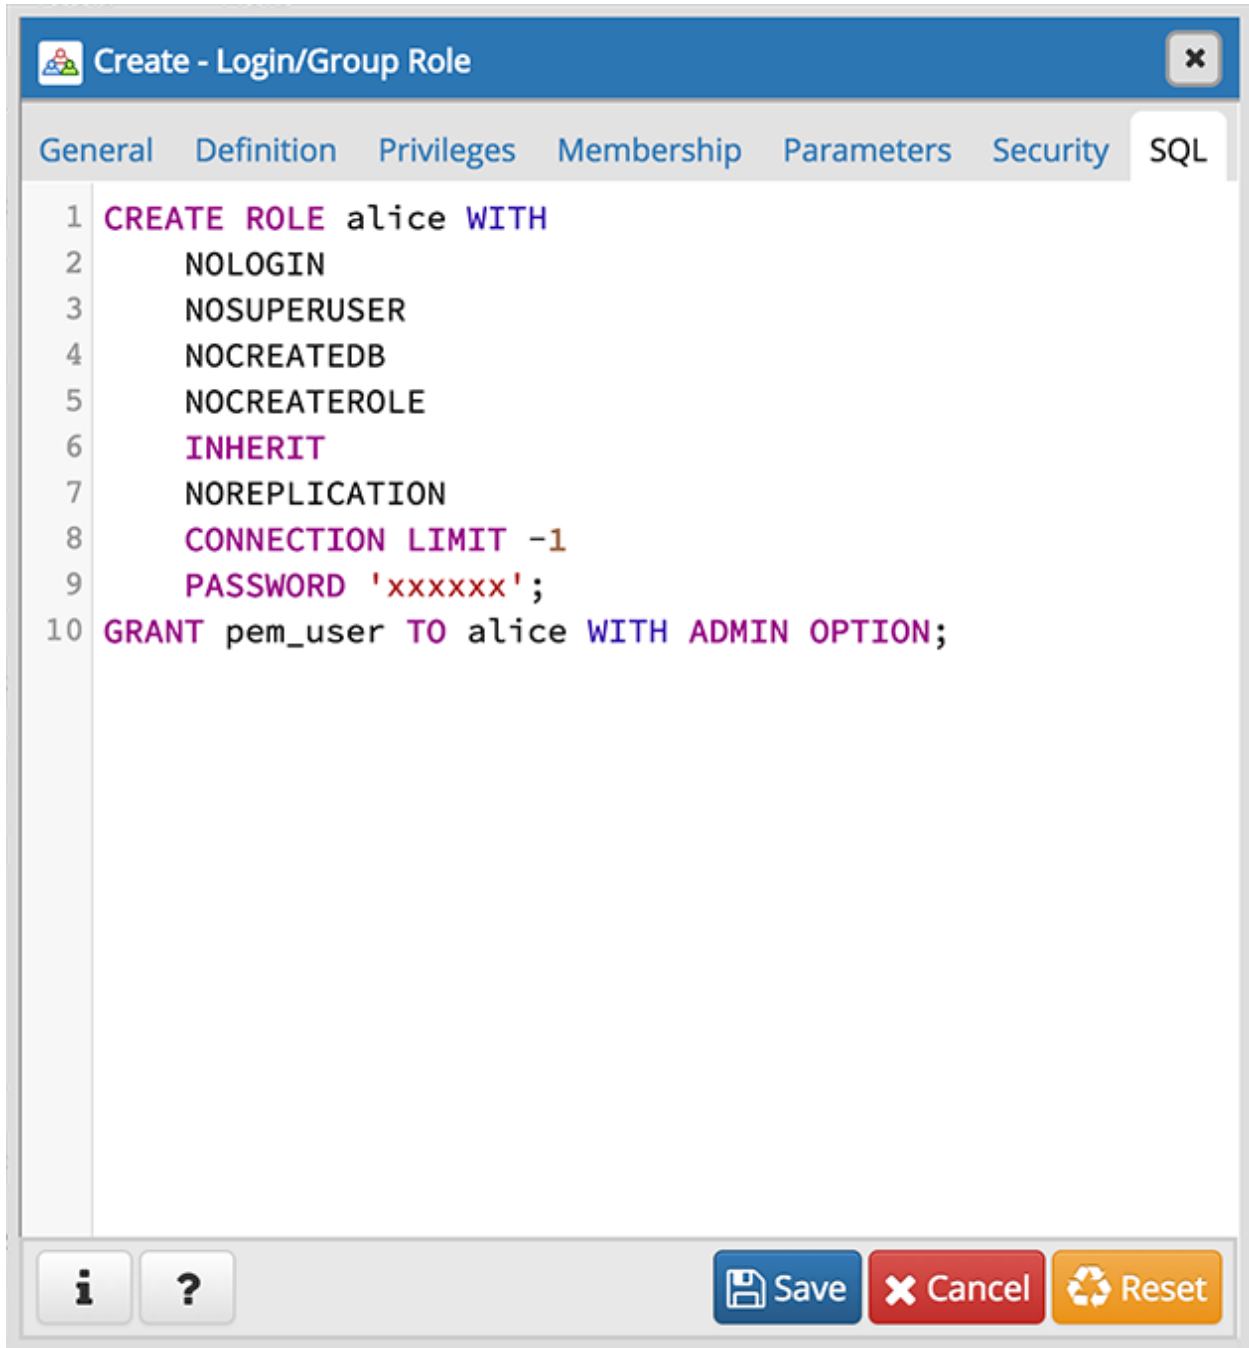 Create - Login/Group Role
General Definition Privileges Membership Parameters Security SQL
1 CREATE ROLE alice WITH
2 NOLOGIN
3 NOSUPERUSER
4 NOCREATEDB
5 NOCREATEROLE
6 INHERIT
7 NOREPLICATION
8 CONNECTION LIMIT -1
9 PASSWORD 'xxxxxx';
10 GRANT pem_user TO alice WITH ADMIN OPTION;
i ? Save Cancel Reset